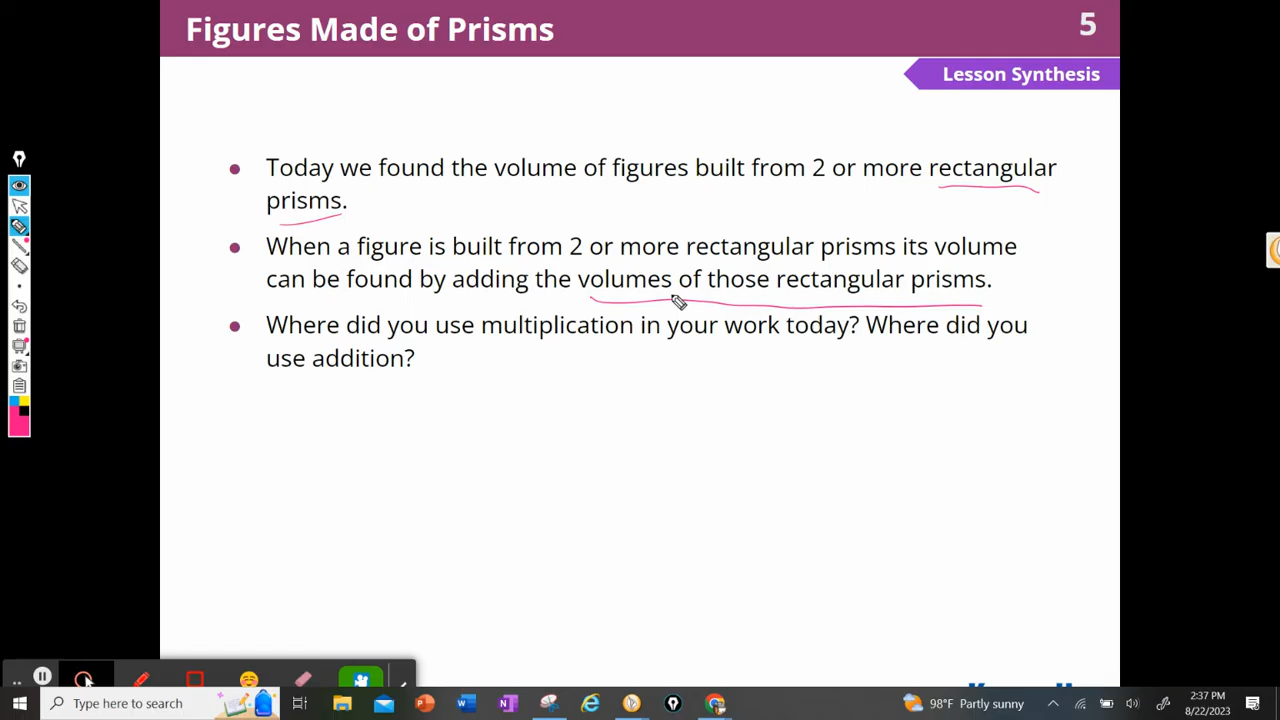 Figures Made of Prisms
5
Lesson Synthesis
Today we found the volume of figures built from 2 or more rectangular
prisms.
When a figure is built from 2 or more rectangular prisms its volume
can be found by adding the volumes of those rectangular prisms.
Where did you use multiplication in your work today? Where did you
use addition?
Type here to search
98°F Partly sunny
2:37 PM
8/22/2023